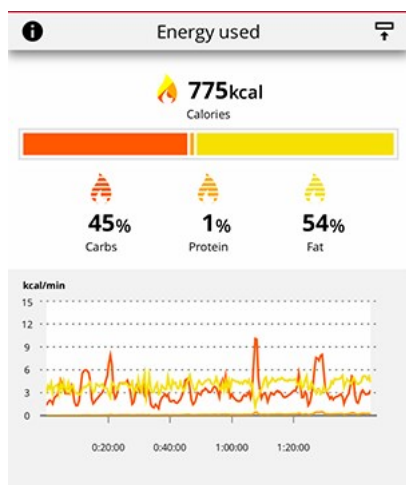 Energy used
775kcal
Calories
45% 1% 54%
Carbs Protein Fat
kcal/min
15
12
9
6
3
0
0:20:00 0:40:00 1:00:00 1:20:00